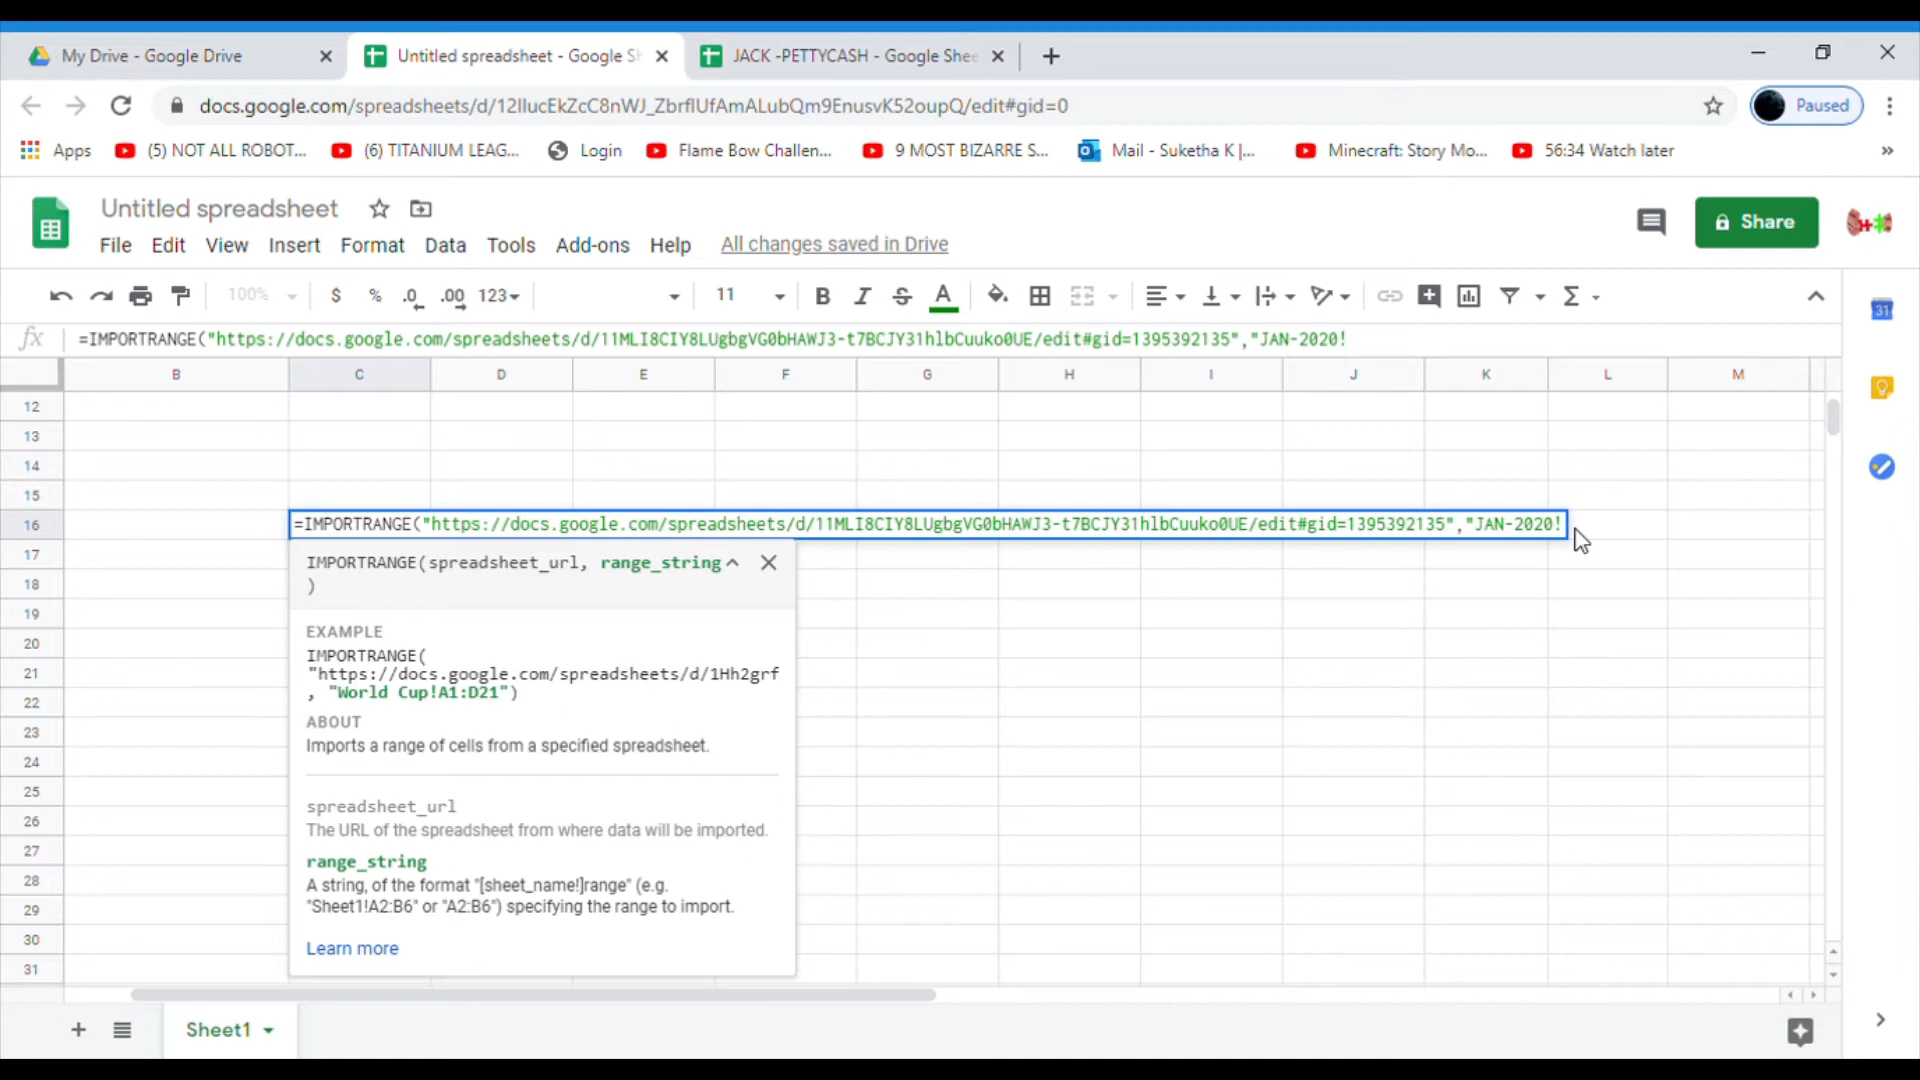 My Drive - Google Drive
Untitled spreadsheet - Google Sh
JACK -PETTYCASH - Google Shee
docs.google.com/spreadsheets/d/12IlucEkZcC8nWJ_ZbrflUfAmALubQm9EnusvK52oupQ/edit#gid=0
Paused
Apps
(5) NOT ALL ROBOT...
(6) TITANIUM LEAG...
Login
Flame Bow Challen...
9 MOST BIZARRE S...
Mail - Suketha K |...
Minecraft: Story Mo...
56:34 Watch later
»
Untitled spreadsheet
Share
File Edit View Insert Format Data Tools Add-ons Help All changes saved in Drive
100% $ % .0 .00 123 11 B I S A Σ
31
fx =IMPORTRANGE("https://docs.google.com/spreadsheets/d/11MLI8CIY8LUgbgVG0bHAWJ3-t7BCJY31hlbCuuko0UE/edit#gid=1395392135","JAN-2020!
B C D E F G H I J K L M
12
13
14
15
16 =IMPORTRANGE("https://docs.google.com/spreadsheets/d/11MLI8CIY8LUgbgVG0bHAWJ3-t7BCJY31hlbCuuko0UE/edit#gid=1395392135","JAN-2020!
17
18
19
20
21
22
23
24
25
26
27
28
29
30
31
IMPORTRANGE(spreadsheet_url, range_string
)
EXAMPLE
IMPORTRANGE(
"https://docs.google.com/spreadsheets/d/1Hh2grf
, "World Cup!A1:D21")
ABOUT
Imports a range of cells from a specified spreadsheet.
spreadsheet_url
The URL of the spreadsheet from where data will be imported.
range_string
A string, of the format "[sheet_name!]range" (e.g.
"Sheet1!A2:B6" or "A2:B6") specifying the range to import.
Learn more
Sheet1